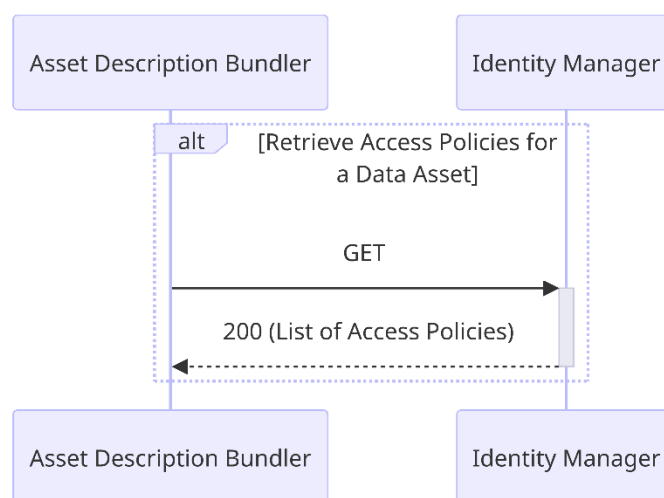 Asset Description Bundler
Identity Manager
alt
[Retrieve Access Policies for
a Data Asset]
GET
200 (List of Access Policies)
Asset Description Bundler
Identity Manager